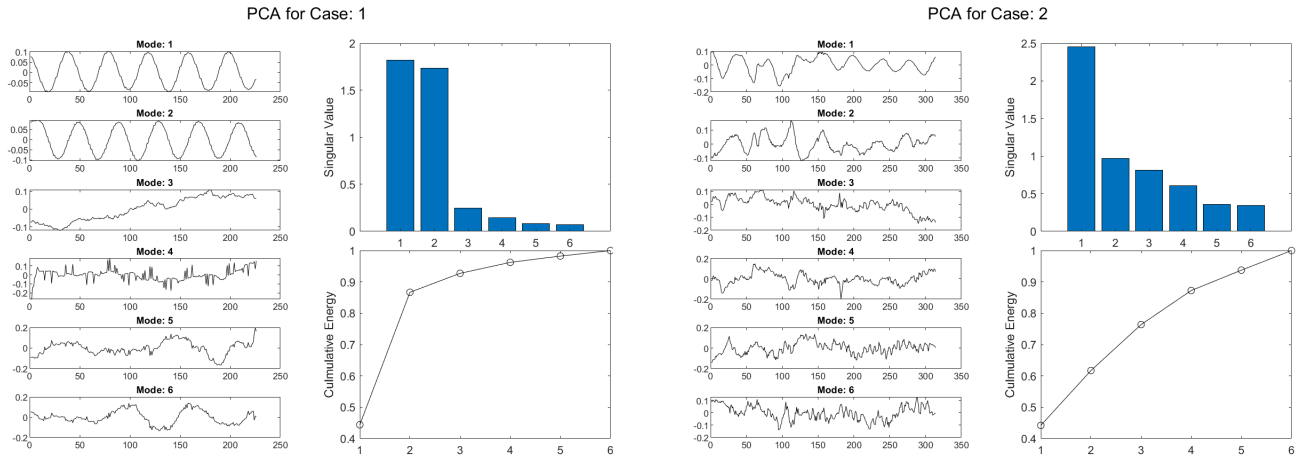 PCA for Case: 1
Mode: 1
0.1
0.05
0
-0.05
0 50 100 150 200 250
Mode: 2
0.05
0
-0.05
-0.1
0 50 100 150 200 250
Mode: 3
0.1
0
-0.1
0 50 100 150 200 250
Mode: 4
0.1
0
-0.1
-0.2
0 50 100 150 200 250
Mode: 5
0.2
0
-0.2
0 50 100 150 200 250
Mode: 6
0.2
0
-0.2
0 50 100 150 200 250
Singular Value
2
1.5
1
0.5
0
1 2 3 4 5 6
Culmulative Energy
1
0.9
0.8
0.7
0.6
0.5
0.4
1 2 3 4 5 6
PCA for Case: 2
Mode: 1
0
-0.1
-0.2
0 50 100 150 200 250 300 350
Mode: 2
0.1
0
-0.1
0 50 100 150 200 250 300 350
Mode: 3
0.1
0
-0.1
0 50 100 150 200 250 300 350
Mode: 4
0.2
0
-0.2
0 50 100 150 200 250 300 350
Mode: 5
0.2
0
-0.2
0 50 100 150 200 250 300 350
Mode: 6
0.1
0
-0.1
-0.2
0 50 100 150 200 250 300 350
Singular Value
2.5
2
1.5
1
0.5
0
1 2 3 4 5 6
Culmulative Energy
1
0.9
0.8
0.7
0.6
0.5
0.4
1 2 3 4 5 6